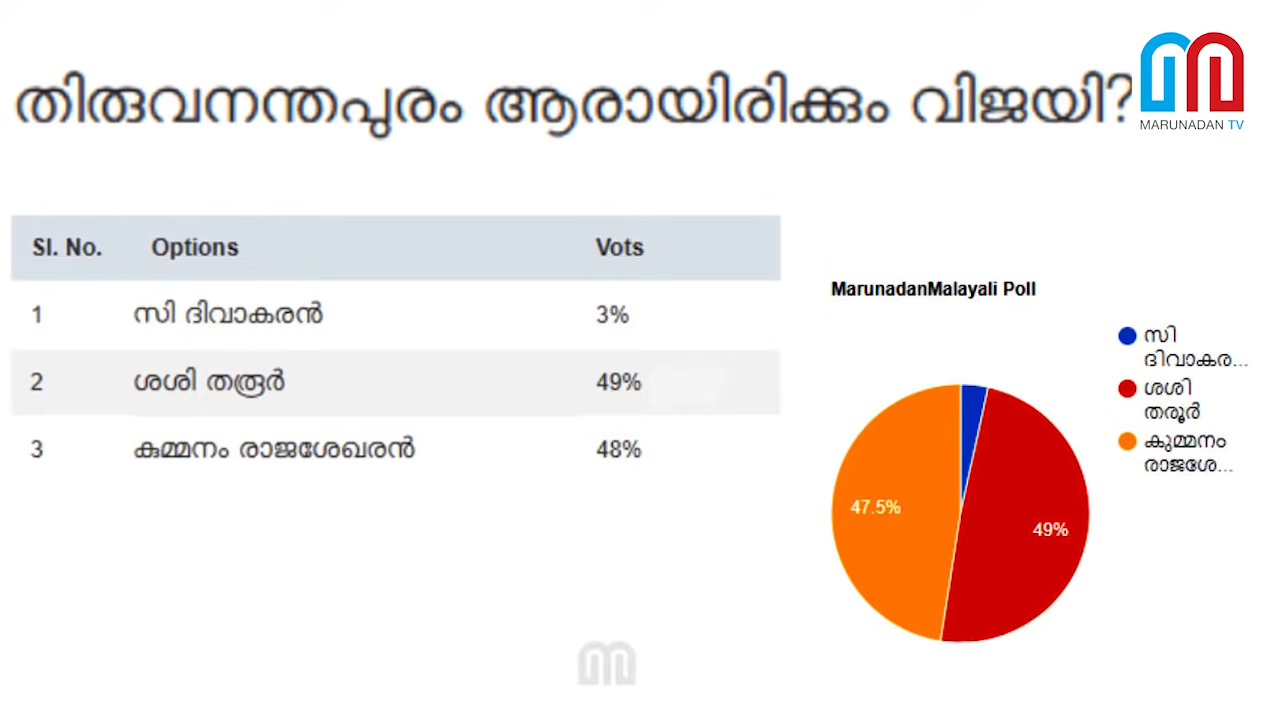 തിരുവനന്തപുരം ആരായിരിക്കും വിജയി?
MARUNADAN TV
Sl. No. Options Vots
1 സി ദിവാകരൻ 3%
2 ശശി തരൂർ 49%
3 കുമ്മനം രാജശേഖരൻ 48%
MarunadanMalayali Poll
സി
ദിവാകര...
ശശി
തരൂർ
കുമ്മനം
രാജശേ...
47.5%
49%